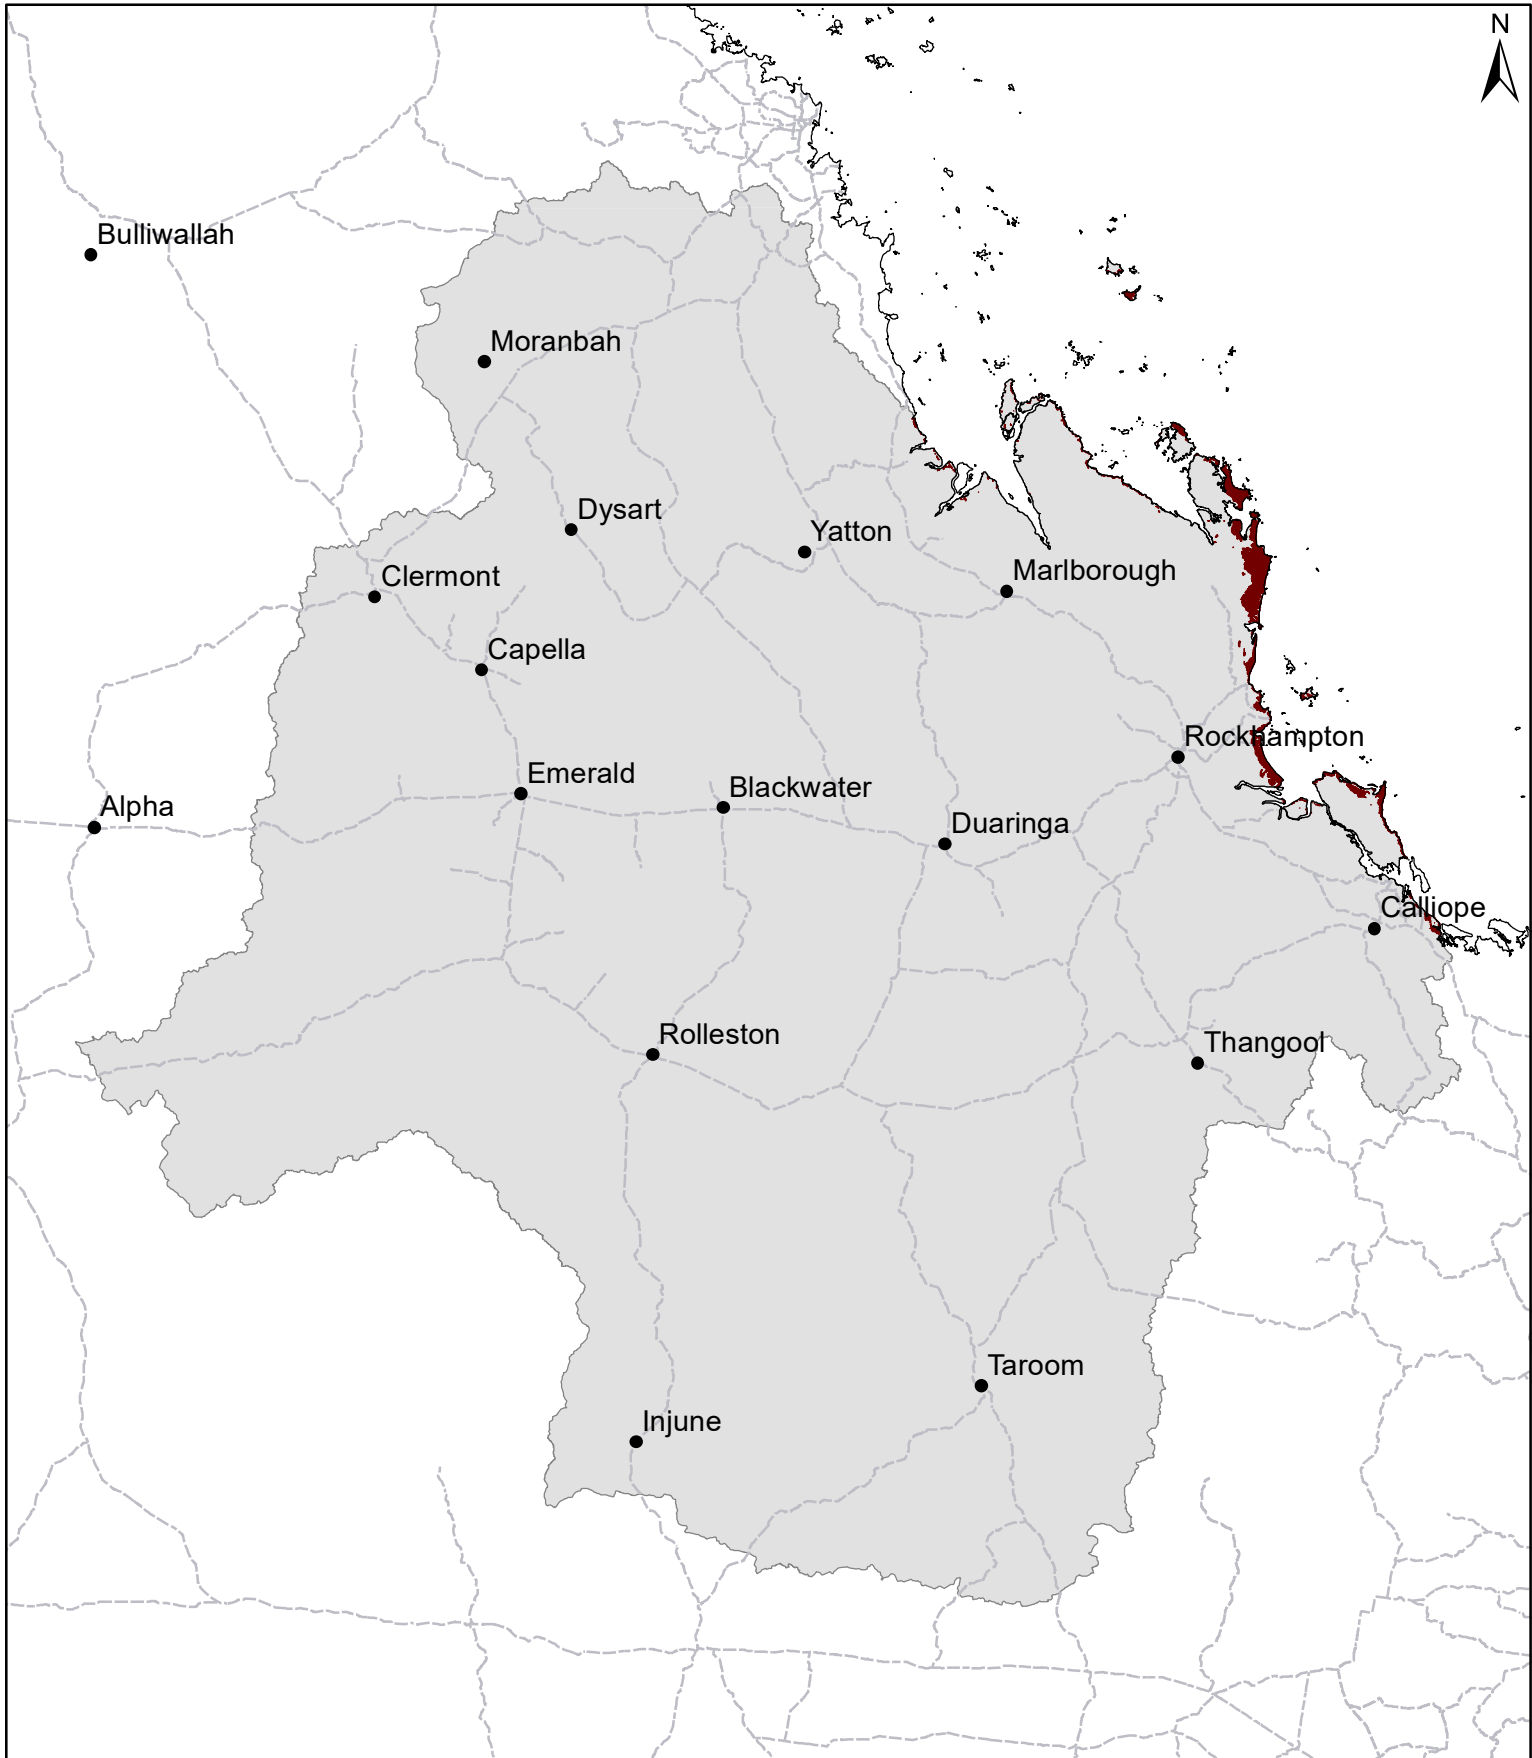 N
Bulliwallah
Moranbah
Dysart
Yatton
Marlborough
Clermont
Capella
Rockhampton
Emerald
Blackwater
Alpha
Duaringa
Calliope
Rolleston
Thangool
Taroom
Injune